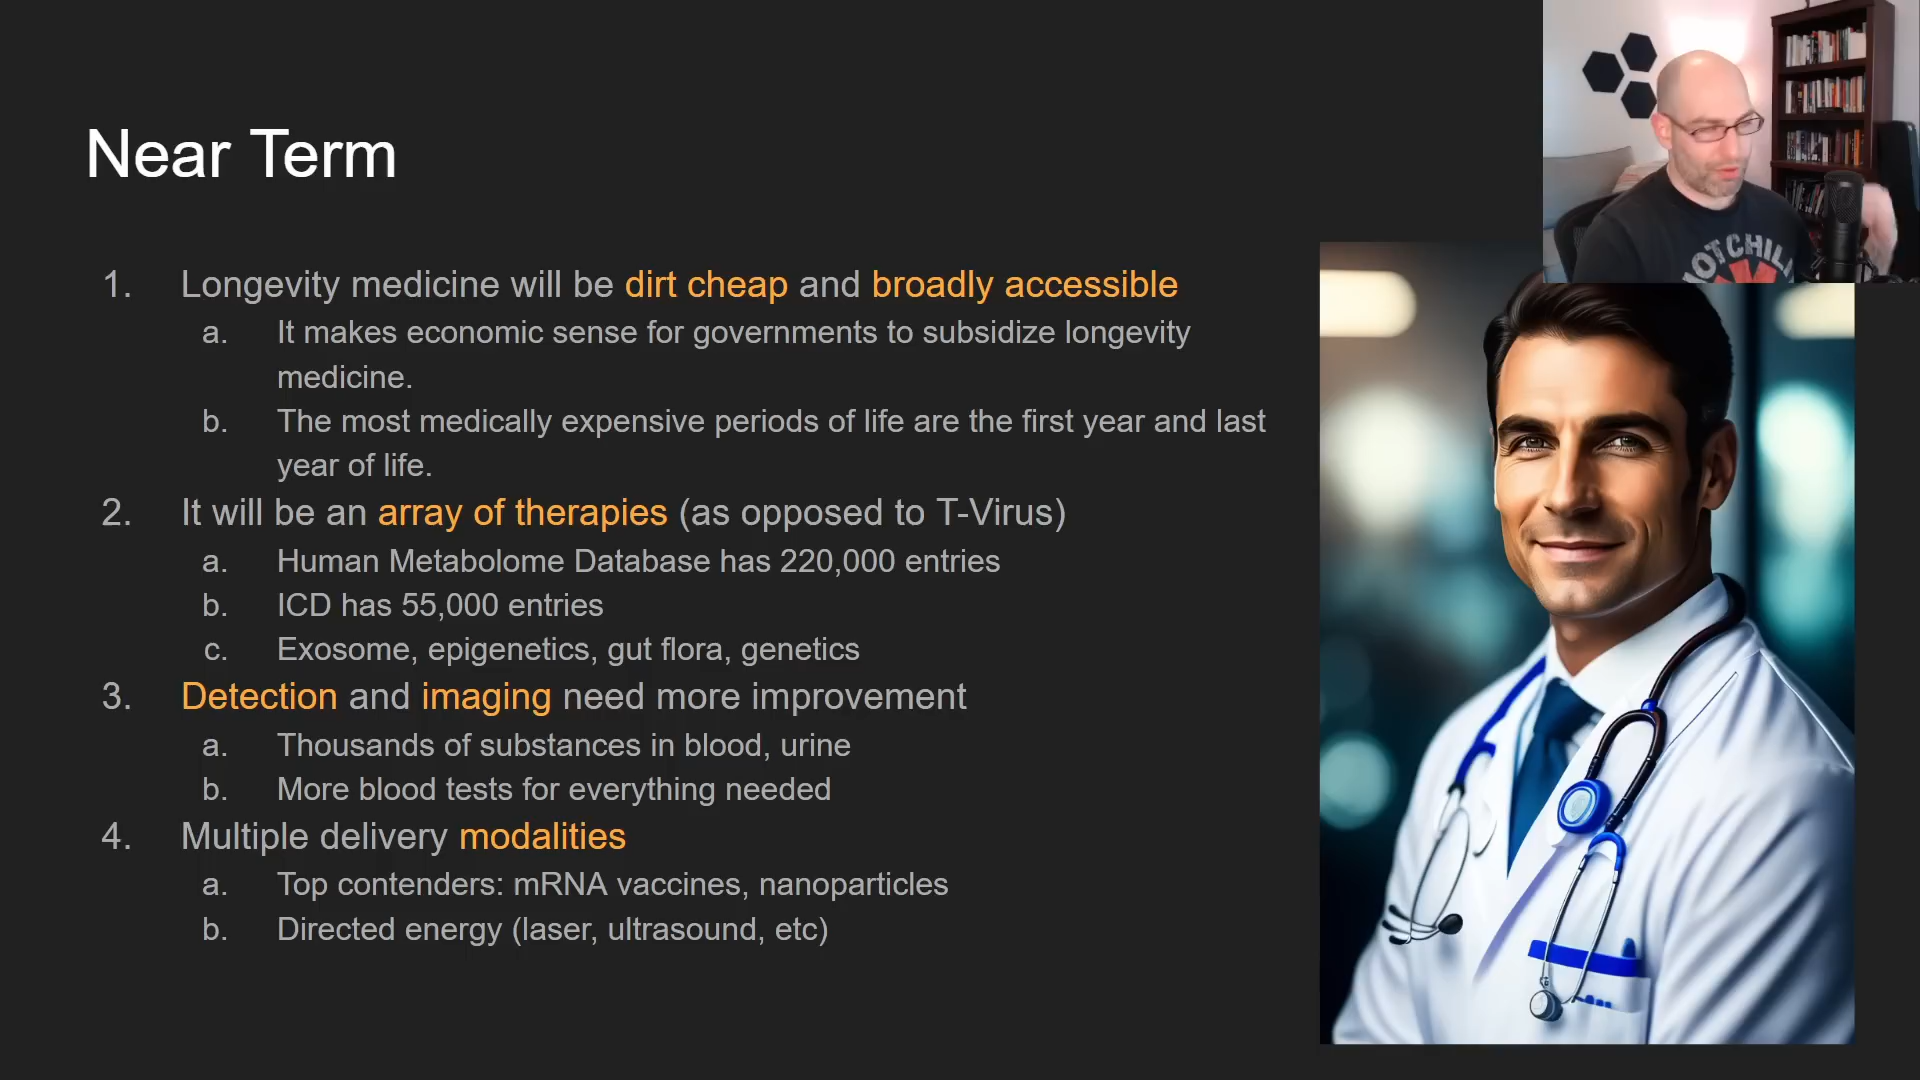 Near Term
1. Longevity medicine will be dirt cheap and broadly accessible
a. It makes economic sense for governments to subsidize longevity
medicine.
b. The most medically expensive periods of life are the first year and last
year of life.
2. It will be an array of therapies (as opposed to T-Virus)
a. Human Metabolome Database has 220,000 entries
b. ICD has 55,000 entries
c. Exosome, epigenetics, gut flora, genetics
3. Detection and imaging need more improvement
a. Thousands of substances in blood, urine
b. More blood tests for everything needed
4. Multiple delivery modalities
a. Top contenders: mRNA vaccines, nanoparticles
b. Directed energy (laser, ultrasound, etc)